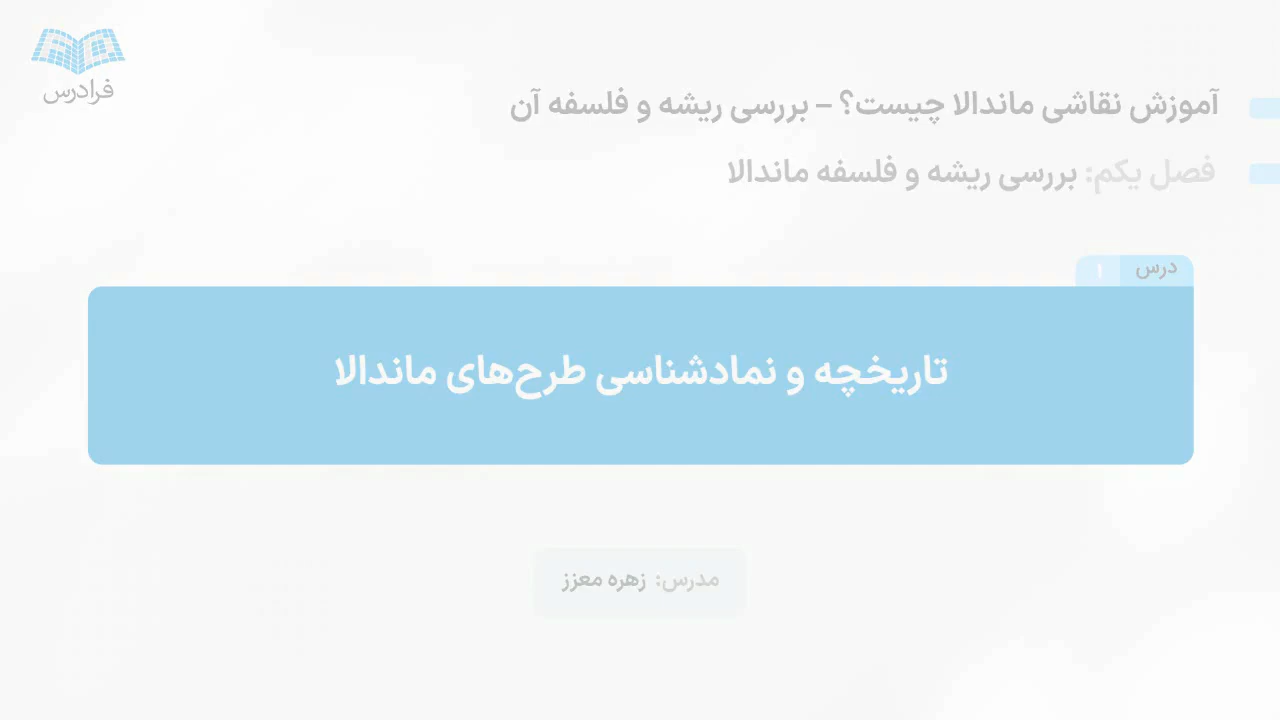 فرادرس
آموزش نقاشی ماندالا چیست؟ – بررسی ریشه و فلسفه آن
فصل یکم: بررسی ریشه و فلسفه ماندالا
درس ۱
تاریخچه و نمادشناسی طرح‌های ماندالا
مدرس: زهره معزز